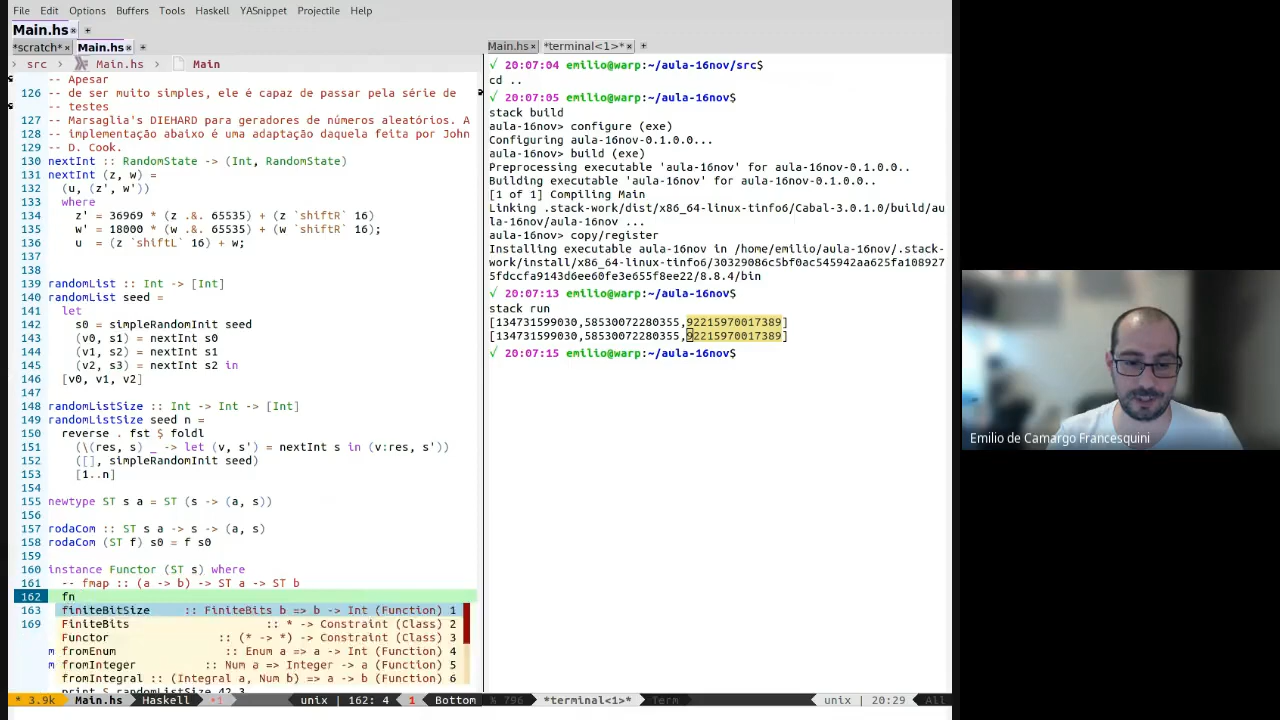 File Edit Options Buffers Tools Haskell YASnippet Projectile Help
Main.hs
*scratch* Main.hs
src > Main.hs > Main
-- Apesar
126 -- de ser muito simples, ele é capaz de passar pela série de
-- testes
127 -- Marsaglia's DIEHARD para geradores de números aleatórios. A
128 -- implementação abaixo é uma adaptação daquela feita por John
129 -- D. Cook.
130 nextInt :: RandomState -> (Int, RandomState)
131 nextInt (z, w) =
132 (u, (z', w'))
133 where
134 z' = 36969 * (z .&. 65535) + (z `shiftR` 16)
135 w' = 18000 * (w .&. 65535) + (w `shiftR` 16);
136 u = (z `shiftL` 16) + w;
137
138
139 randomList :: Int -> [Int]
140 randomList seed =
141 let
142 s0 = simpleRandomInit seed
143 (v0, s1) = nextInt s0
144 (v1, s2) = nextInt s1
145 (v2, s3) = nextInt s2 in
146 [v0, v1, v2]
147
148 randomListSize :: Int -> Int -> [Int]
149 randomListSize seed n =
150 reverse . fst $ foldl
151 (\(res, s) _ -> let (v, s') = nextInt s in (v:res, s'))
152 ([], simpleRandomInit seed)
153 [1..n]
154
155 newtype ST s a = ST (s -> (a, s))
156
157 rodaCom :: ST s a -> s -> (a, s)
158 rodaCom (ST f) s0 = f s0
159
160 instance Functor (ST s) where
161 -- fmap :: (a -> b) -> ST a -> ST b
162 fn
163 finiteBitSize :: FiniteBits b => b -> Int (Function) 1
169 FiniteBits :: * -> Constraint (Class) 2
Functor :: (* -> *) -> Constraint (Class) 3
m fromEnum :: Enum a => a -> Int (Function) 4
fromInteger :: Num a => Integer -> a (Function) 5
m fromIntegral :: (Integral a, Num b) => a -> b (Function) 6
print $ randomListSize 42 3
* 3.9k Main.hs Haskell *1 unix | 162: 4 1 Bottom
Main.hs *terminal<1>*
✓ 20:07:04 emilio@warp:~/aula-16nov/src$
cd ..
✓ 20:07:05 emilio@warp:~/aula-16nov$
stack build
aula-16nov> configure (exe)
Configuring aula-16nov-0.1.0.0...
aula-16nov> build (exe)
Preprocessing executable 'aula-16nov' for aula-16nov-0.1.0.0..
Building executable 'aula-16nov' for aula-16nov-0.1.0.0..
[1 of 1] Compiling Main
Linking .stack-work/dist/x86_64-linux-tinfo6/Cabal-3.0.1.0/build/au
la-16nov/aula-16nov ...
aula-16nov> copy/register
Installing executable aula-16nov in /home/emilio/aula-16nov/.stack-
work/install/x86_64-linux-tinfo6/30329086c5bf0ac545942aa625fa108927
5fdccfa9143d6ee60fe3e655f8ee22/8.8.4/bin
✓ 20:07:13 emilio@warp:~/aula-16nov$
stack run
[134731599030,58530072280355,92215970017389]
[134731599030,58530072280355,92215970017389]
✓ 20:07:15 emilio@warp:~/aula-16nov$
% 796 *terminal<1>* Term unix | 20:29 All
Emilio de Camargo Francesquini